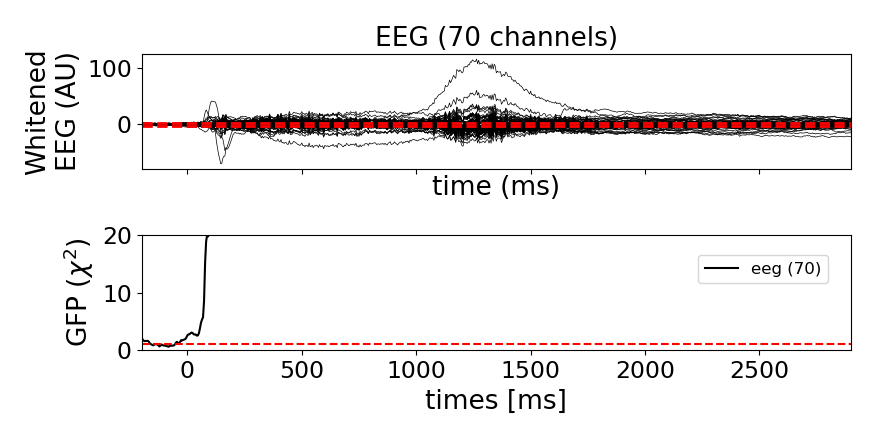 EEG (70 channels)
Whitened
EEG (AU)
100
0
time (ms)
GFP (χ²)
20
10
0
eeg (70)
0 500 1000 1500 2000 2500
times [ms]